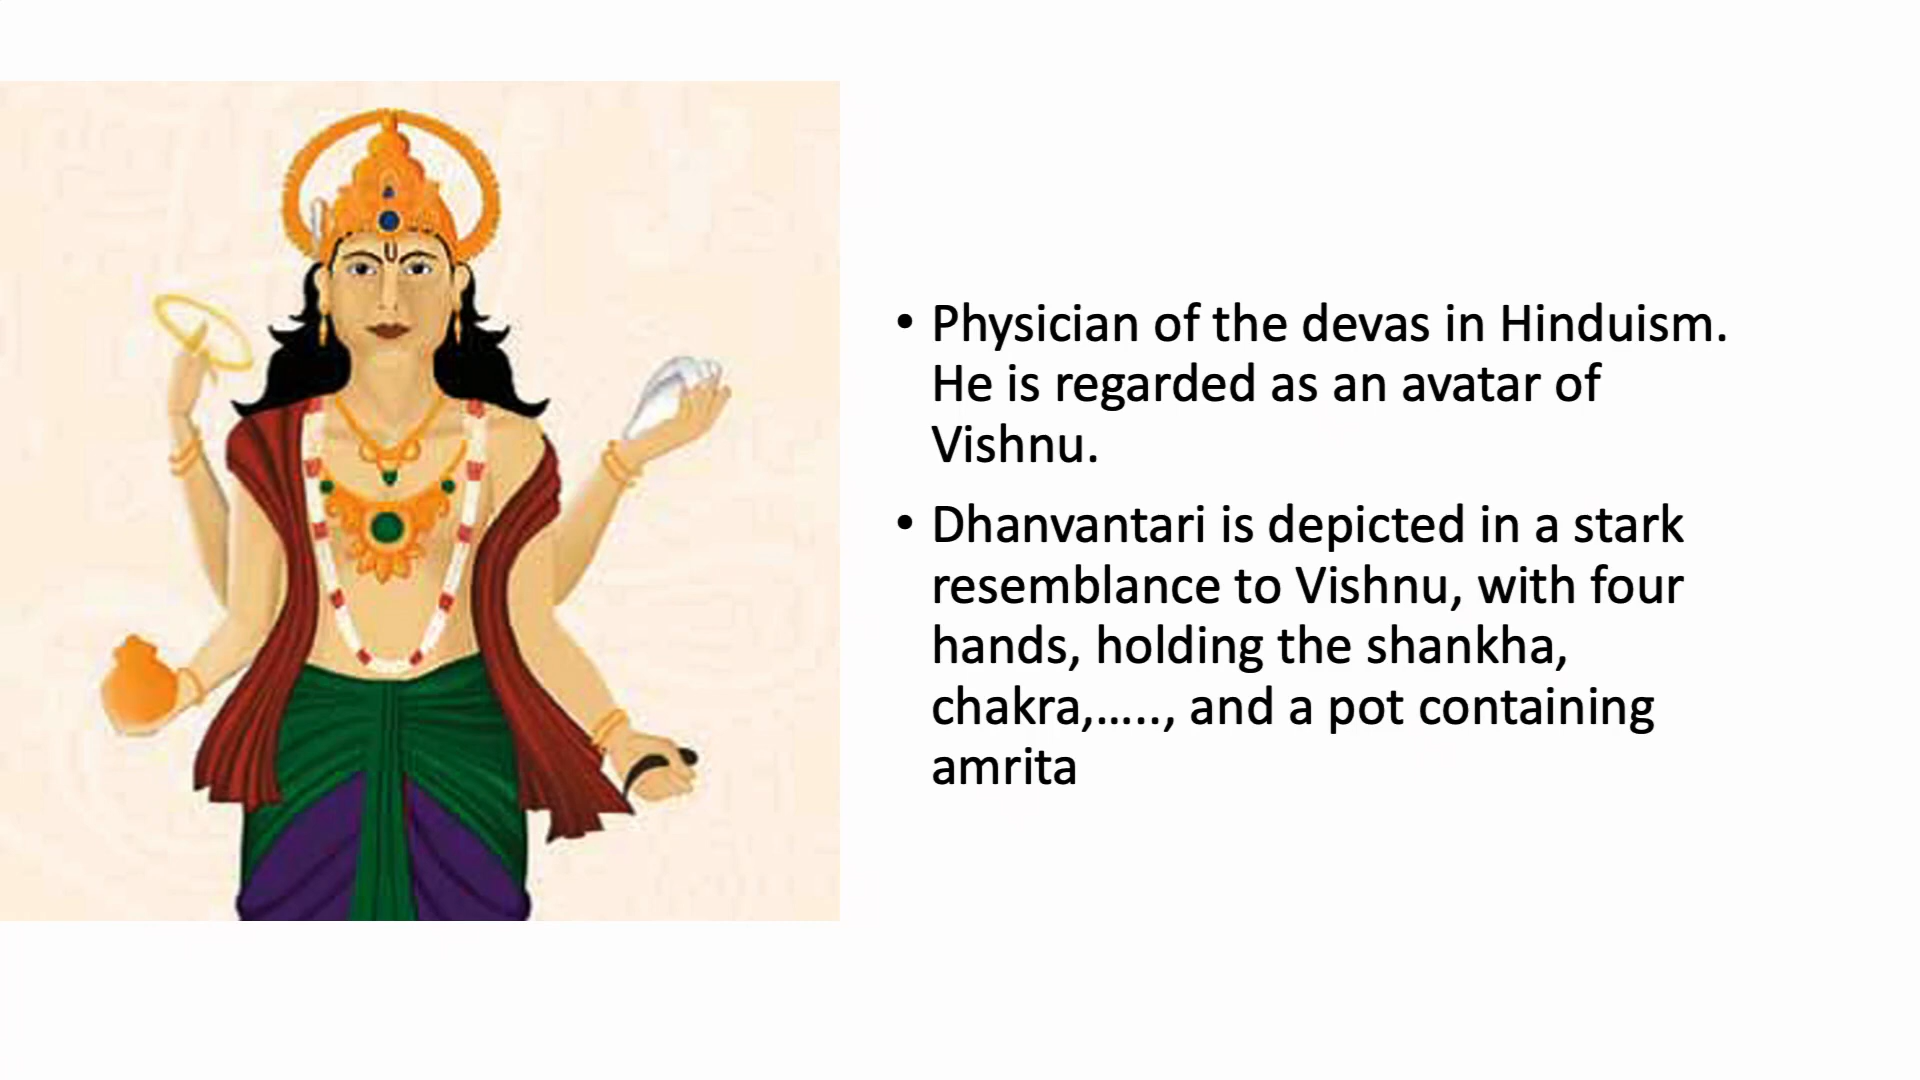 • Physician of the devas in Hinduism.
He is regarded as an avatar of
Vishnu.
• Dhanvantari is depicted in a stark
resemblance to Vishnu, with four
hands, holding the shankha,
chakra,....., and a pot containing
amrita